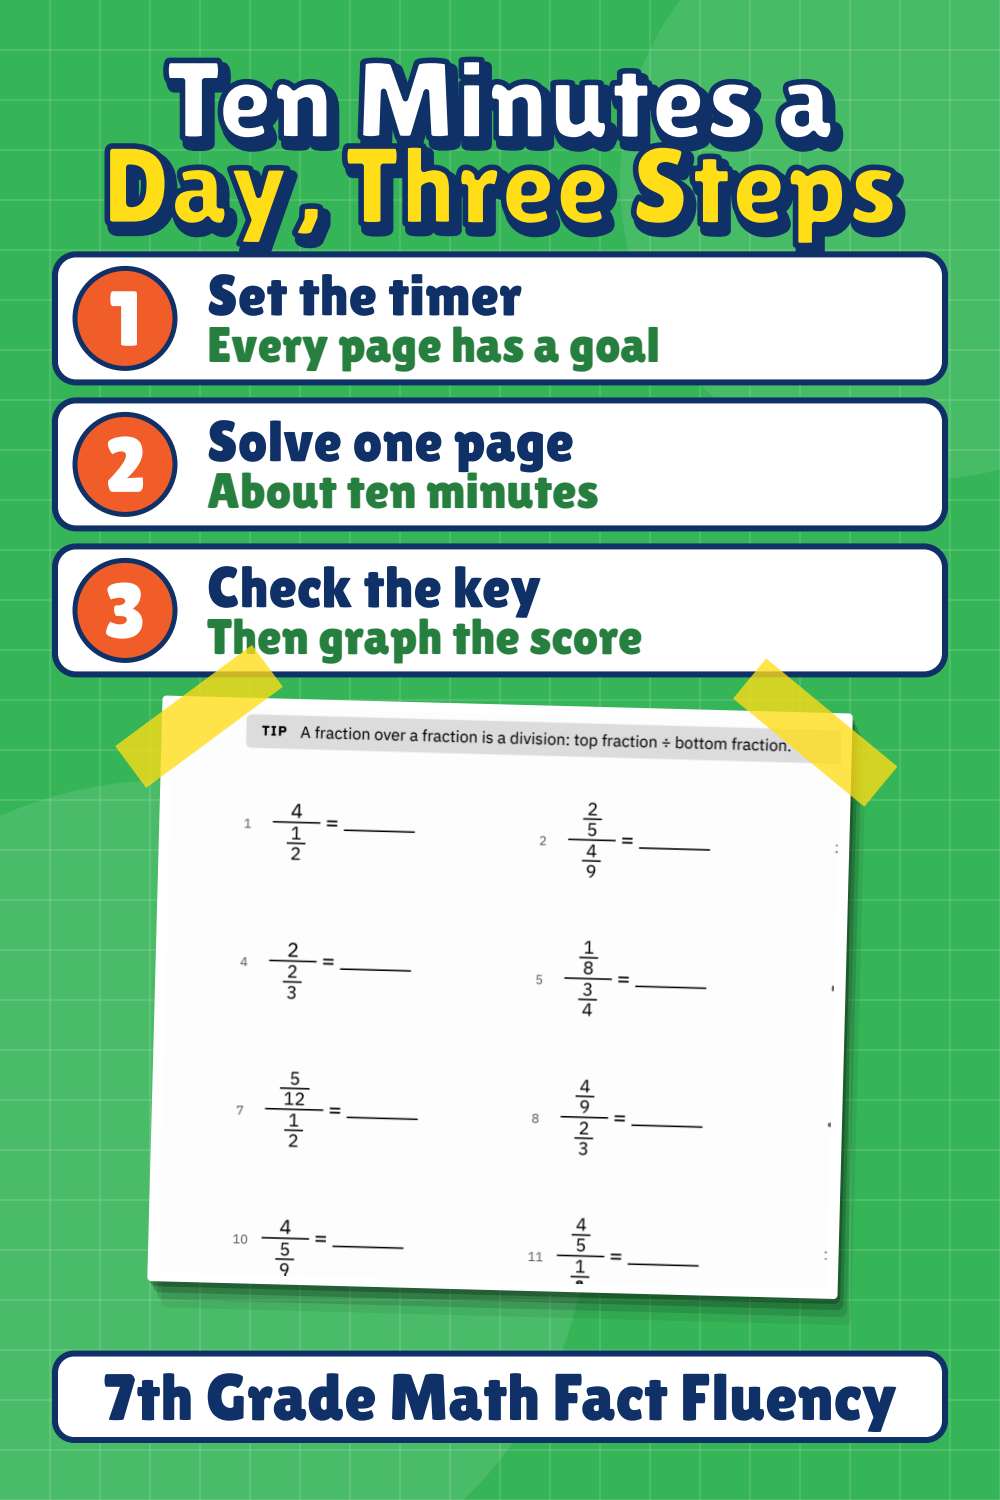 Ten Minutes a
Day, Three Steps
1 Set the timer
Every page has a goal
2 Solve one page
About ten minutes
3 Check the key
Then graph the score
TIP A fraction over a fraction is a division: top fraction ÷ bottom fraction.
1 4/(1/2) = ______
2 (2/5)/(4/9) = ______
4 2/(2/3) = ______
5 (1/8)/(3/4) = ______
7 (5/12)/(1/2) = ______
8 (4/9)/(2/3) = ______
10 4/(5/9) = ______
11 (4/5)/(1/ = ______
7th Grade Math Fact Fluency